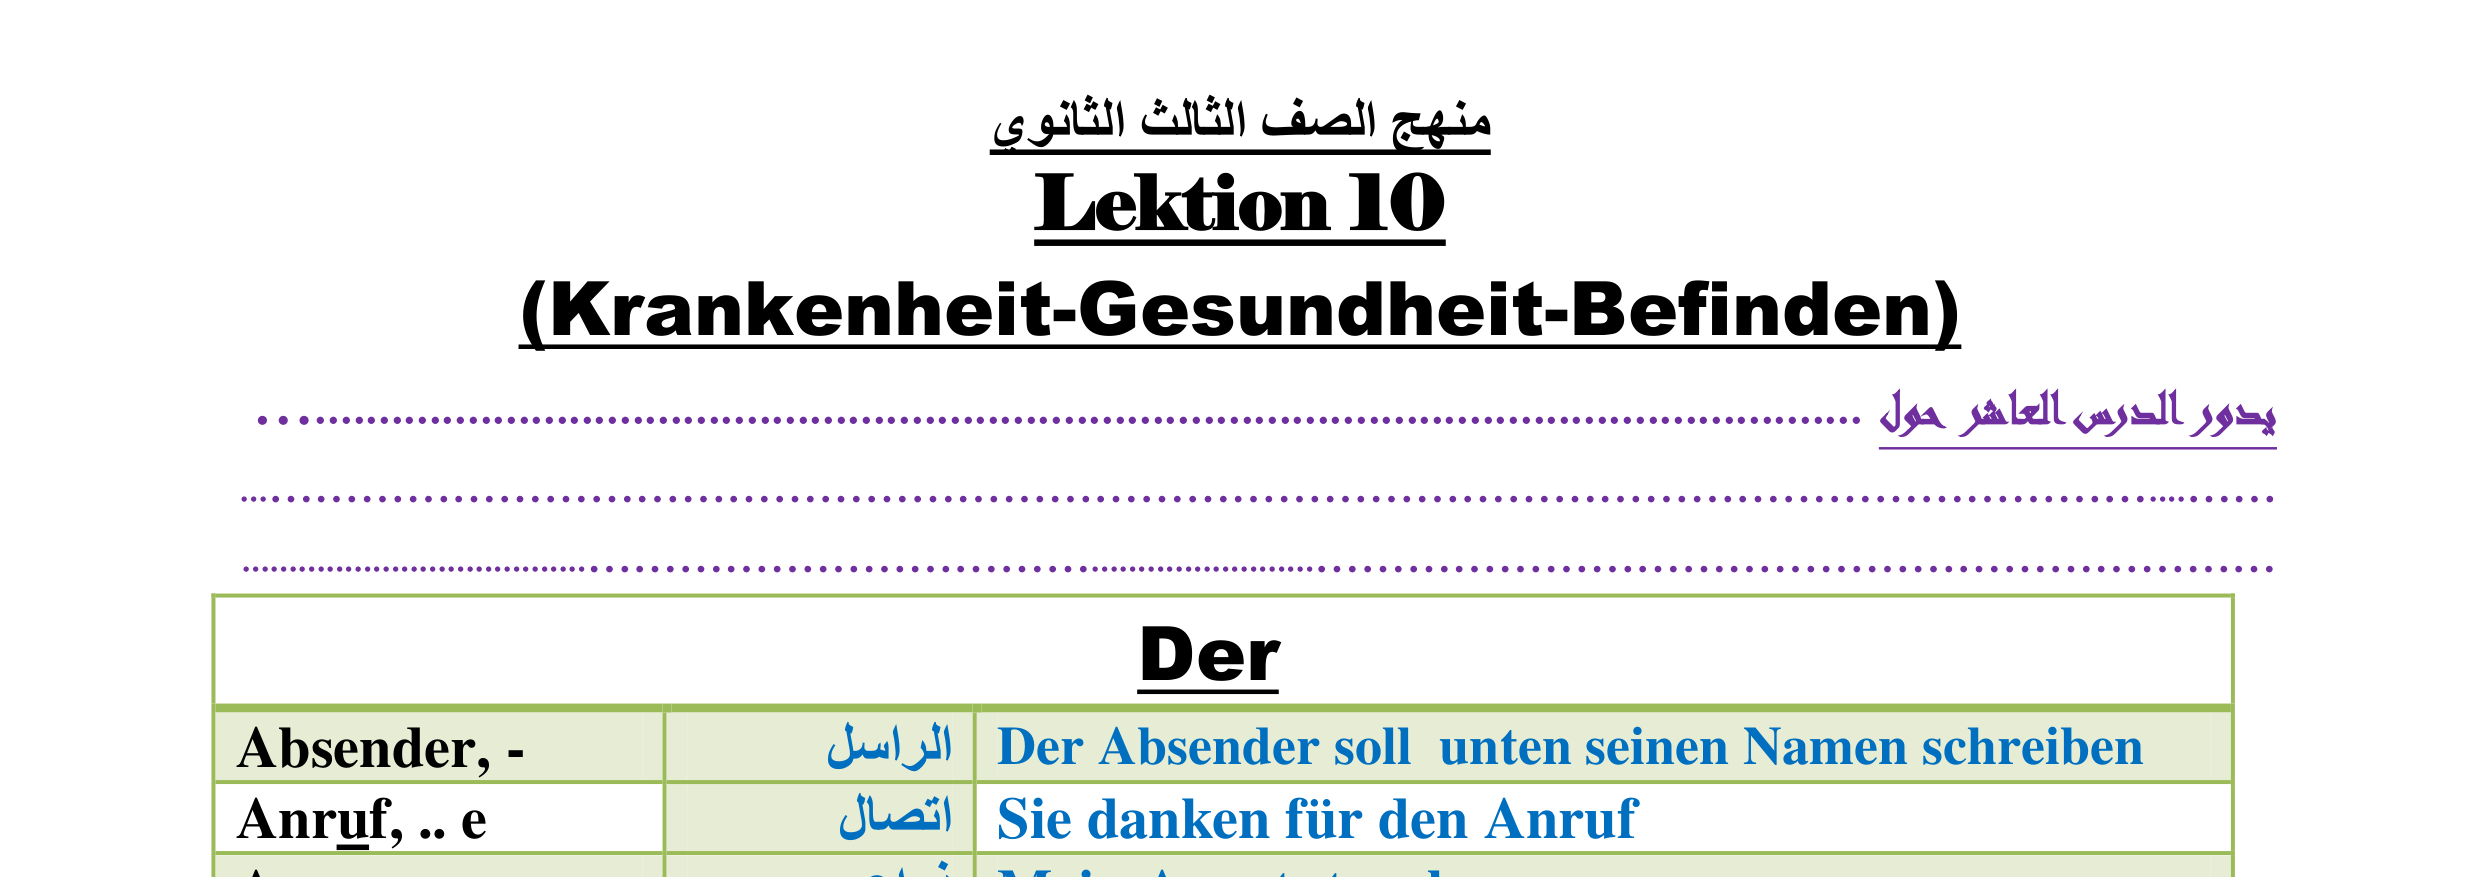 منهج الصف الثالث الثانوي
Lektion 10
(Krankenheit-Gesundheit-Befinden)
يدور الدرس العاشر حول
Der
Absender, - الراسل Der Absender soll unten seinen Namen schreiben
Anruf, .. e اتصال Sie danken für den Anruf